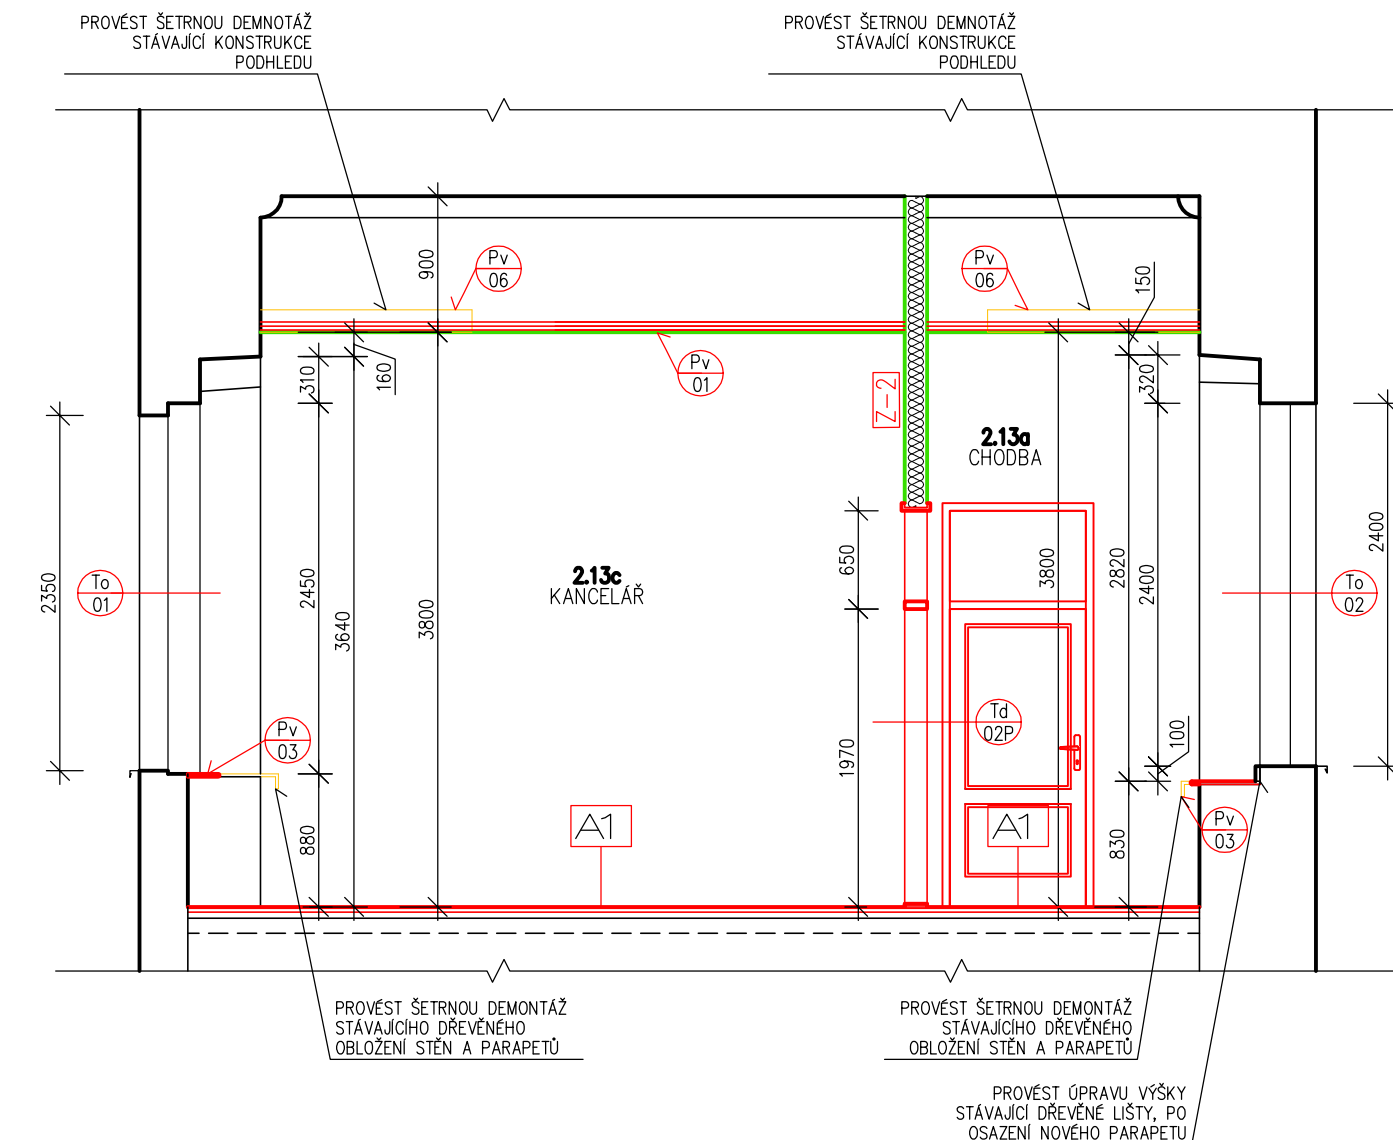 PROVÉST ŠETRNOU DEMNOTÁŽ
STÁVAJÍCÍ KONSTRUKCE
PODHLEDU
PROVÉST ŠETRNOU DEMNOTÁŽ
STÁVAJÍCÍ KONSTRUKCE
PODHLEDU
900
Pv
06
Pv
06
150
310
160
Pv
01
320
Z-2
2.13a
CHODBA
2400
2350
To
01
2450
3640
3800
2.13c
KANCELÁŘ
650
3800
2820
2400
To
02
Pv
03
Td
02P
1970
100
880
A1
A1
830
Pv
03
PROVÉST ŠETRNOU DEMONTÁŽ
STÁVAJÍCÍHO DŘEVĚNÉHO
OBLOŽENÍ STĚN A PARAPETŮ
PROVÉST ŠETRNOU DEMONTÁŽ
STÁVAJÍCÍHO DŘEVĚNÉHO
OBLOŽENÍ STĚN A PARAPETŮ
PROVÉST ÚPRAVU VÝŠKY
STÁVAJÍCÍ DŘEVĚNÉ LIŠTY, PO
OSAZENÍ NOVÉHO PARAPETU